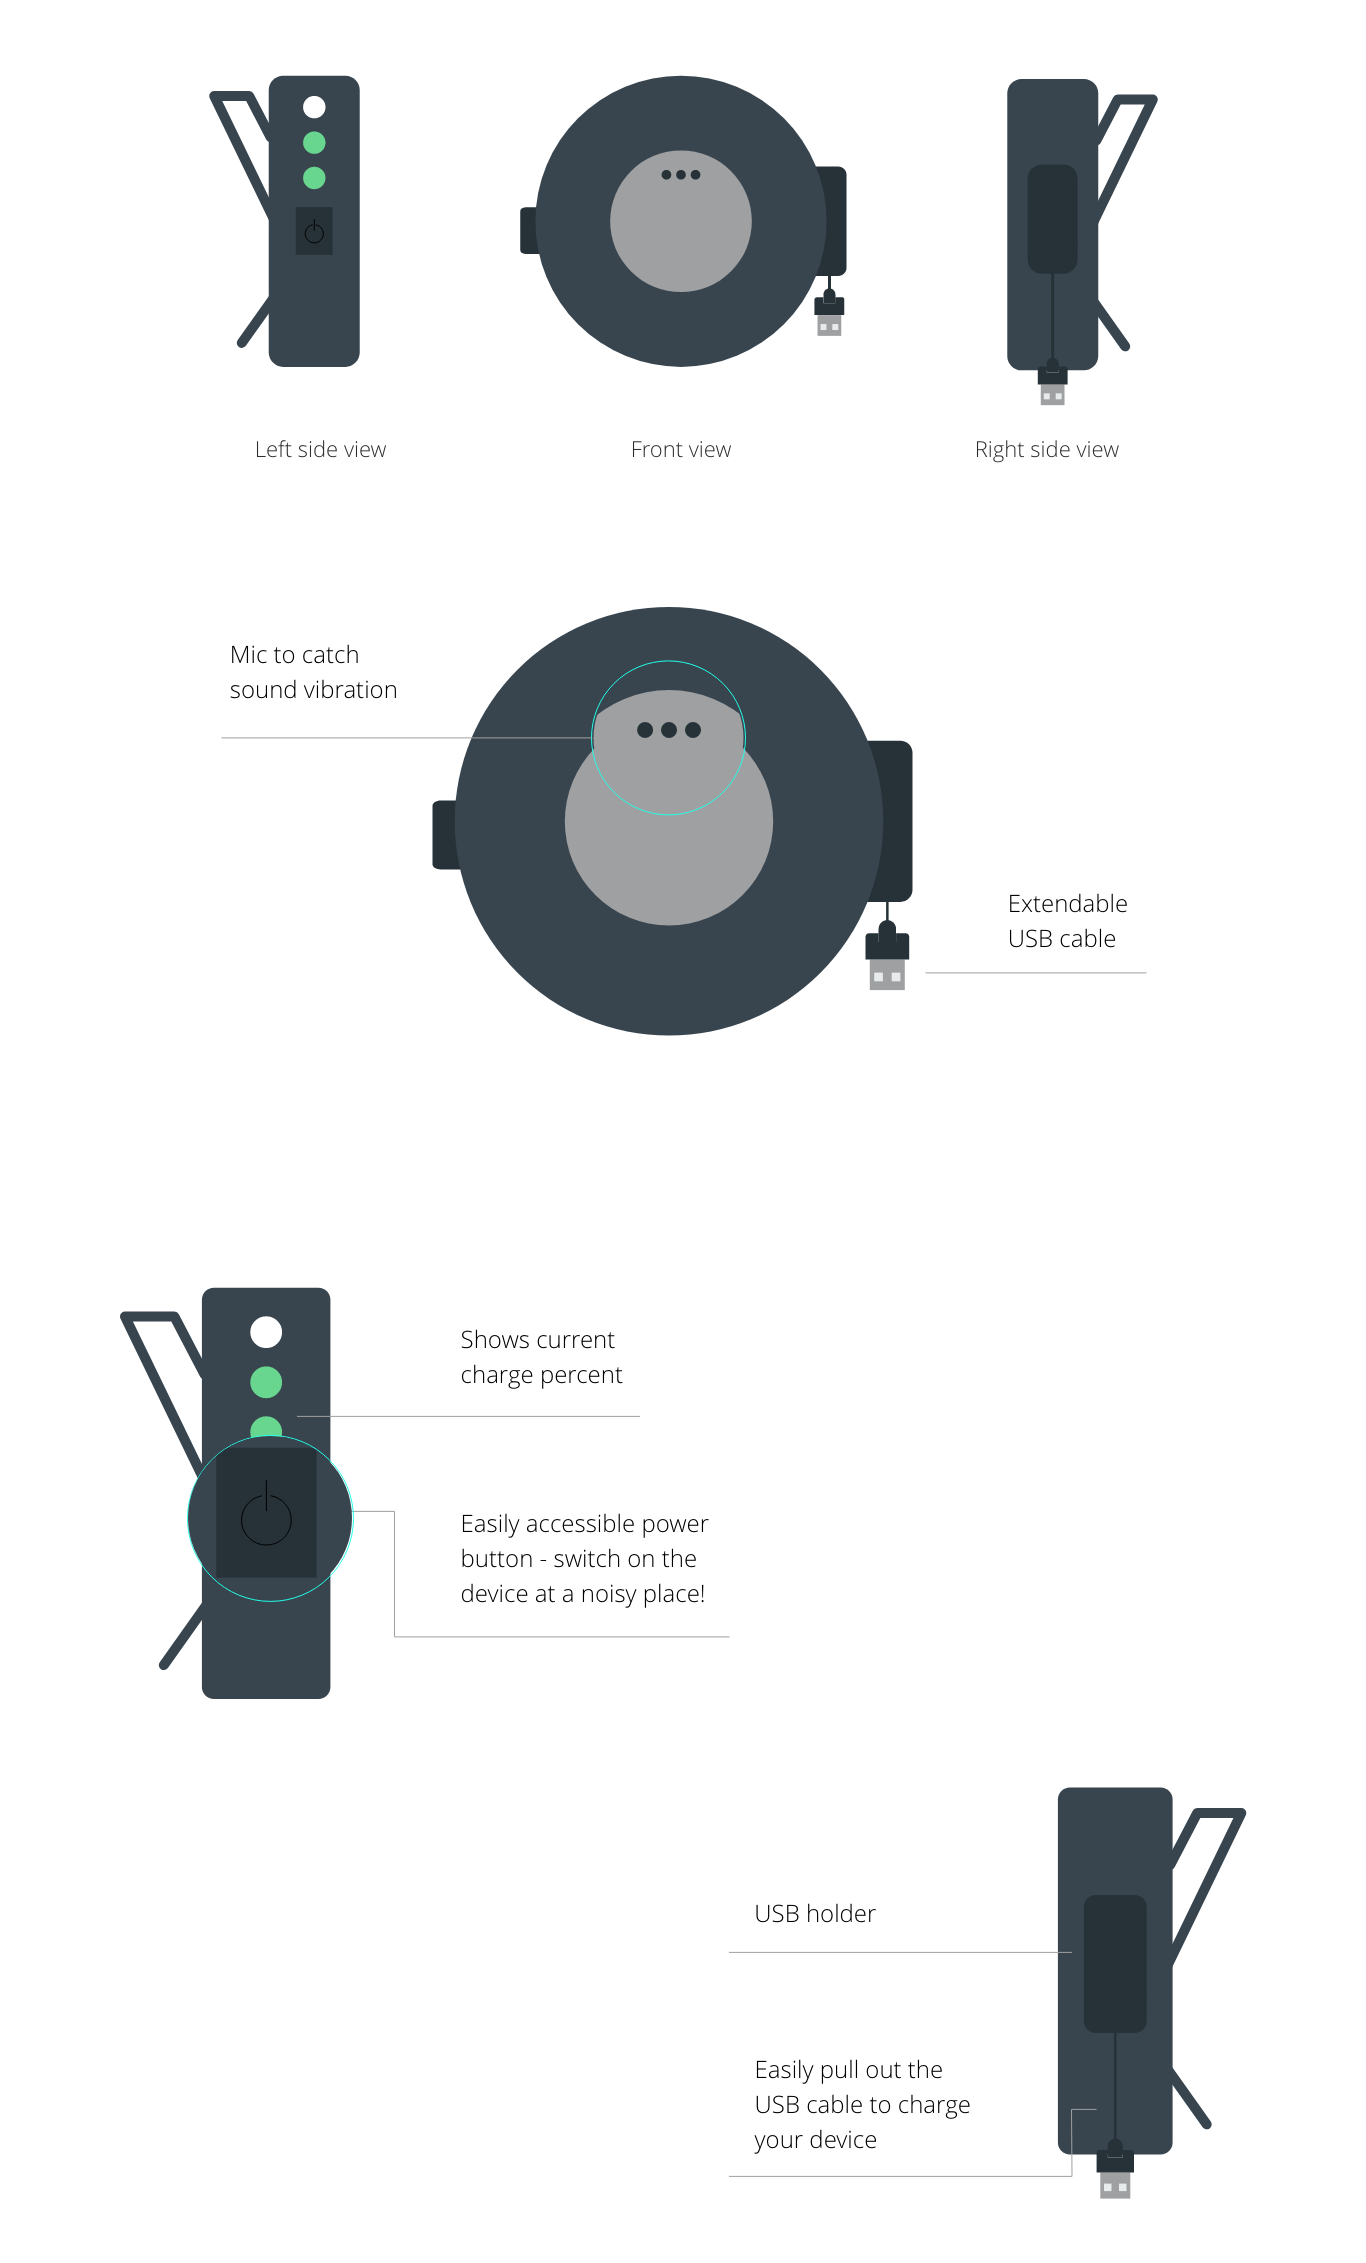 Left side view
Front view
Right side view
Mic to catch
sound vibration
Extendable
USB cable
Shows current
charge percent
Easily accessible power
button - switch on the
device at a noisy place!
USB holder
Easily pull out the
USB cable to charge
your device